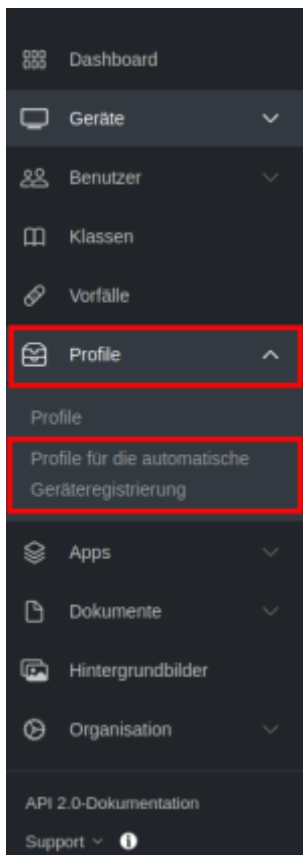 Dashboard
Geräte
Benutzer
Klassen
Vorfälle
Profile
Profile
Profile für die automatische
Geräteregistrierung
Apps
Dokumente
Hintergrundbilder
Organisation
API 2.0-Dokumentation
Support